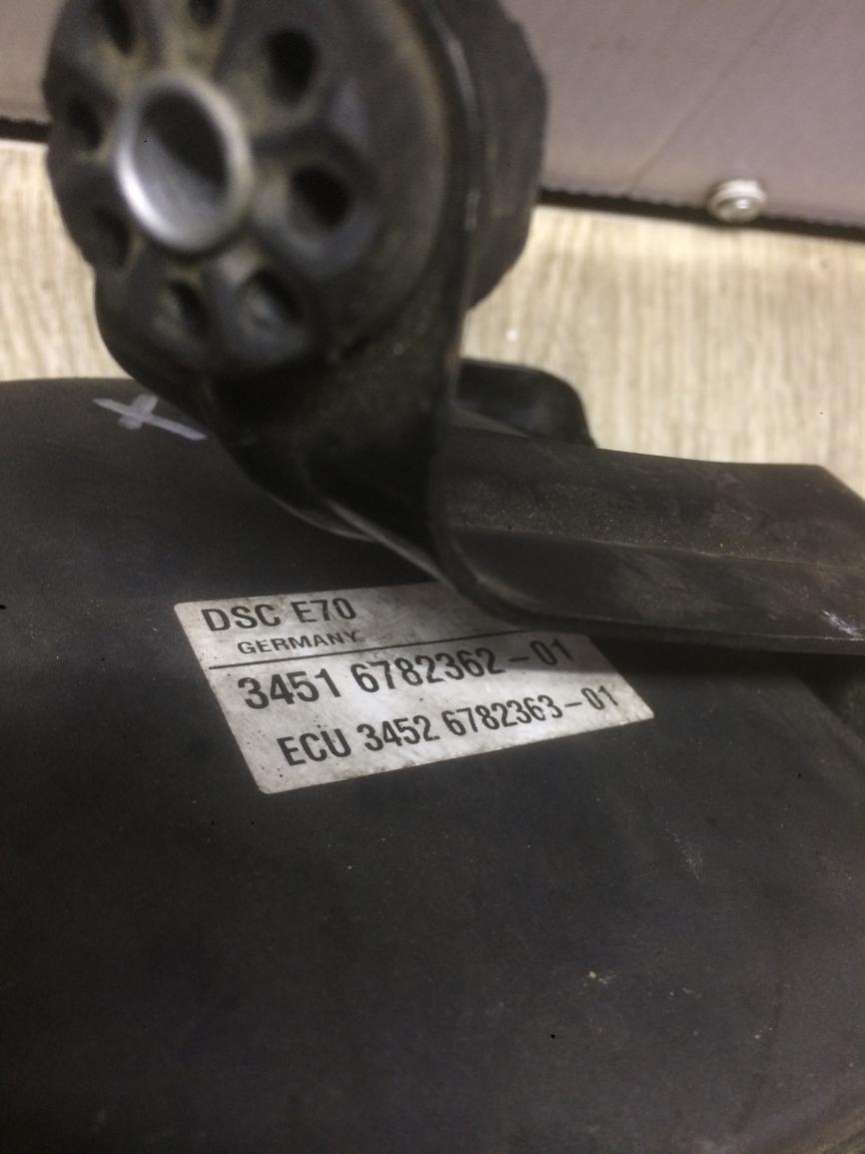 DSC E70
GERMANY
3451 6782362-01
ECU 3452 6782363-01